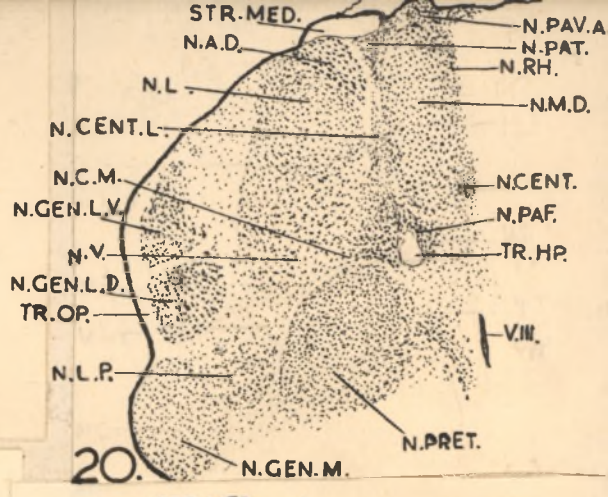 STR.MED.
N.A.D.
N.L
N.CENT.L
N.C.M.
N.GEN.L.V.
N.V.
N.GEN.L.D.
TR.OP.
N.L.P.
20.
N.GEN.M.
N.PAV.A
N.PAT.
N.RH.
N.M.D.
N.CENT.
N.PAF.
TR.HP.
V.III.
N.PRET.